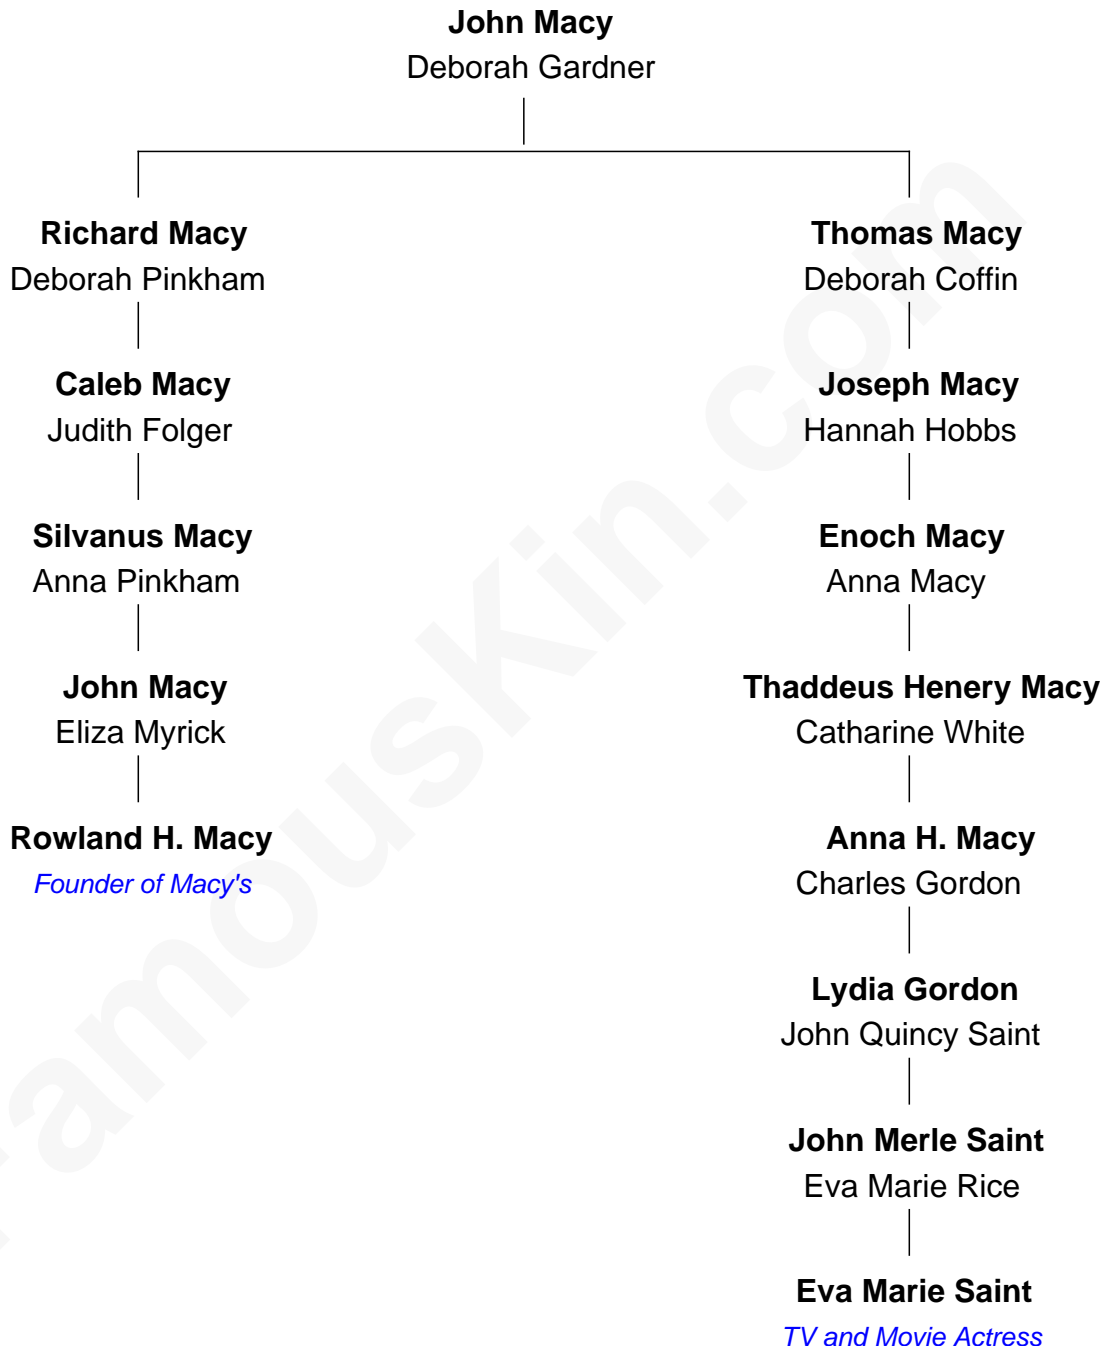 John Macy
Deborah Gardner
Richard Macy
Deborah Pinkham
Caleb Macy
Judith Folger
Silvanus Macy
Anna Pinkham
John Macy
Eliza Myrick
Rowland H. Macy
Founder of Macy's
Thomas Macy
Deborah Coffin
Joseph Macy
Hannah Hobbs
Enoch Macy
Anna Macy
Thaddeus Henery Macy
Catharine White
Anna H. Macy
Charles Gordon
Lydia Gordon
John Quincy Saint
John Merle Saint
Eva Marie Rice
Eva Marie Saint
TV and Movie Actress
FamousKin.com